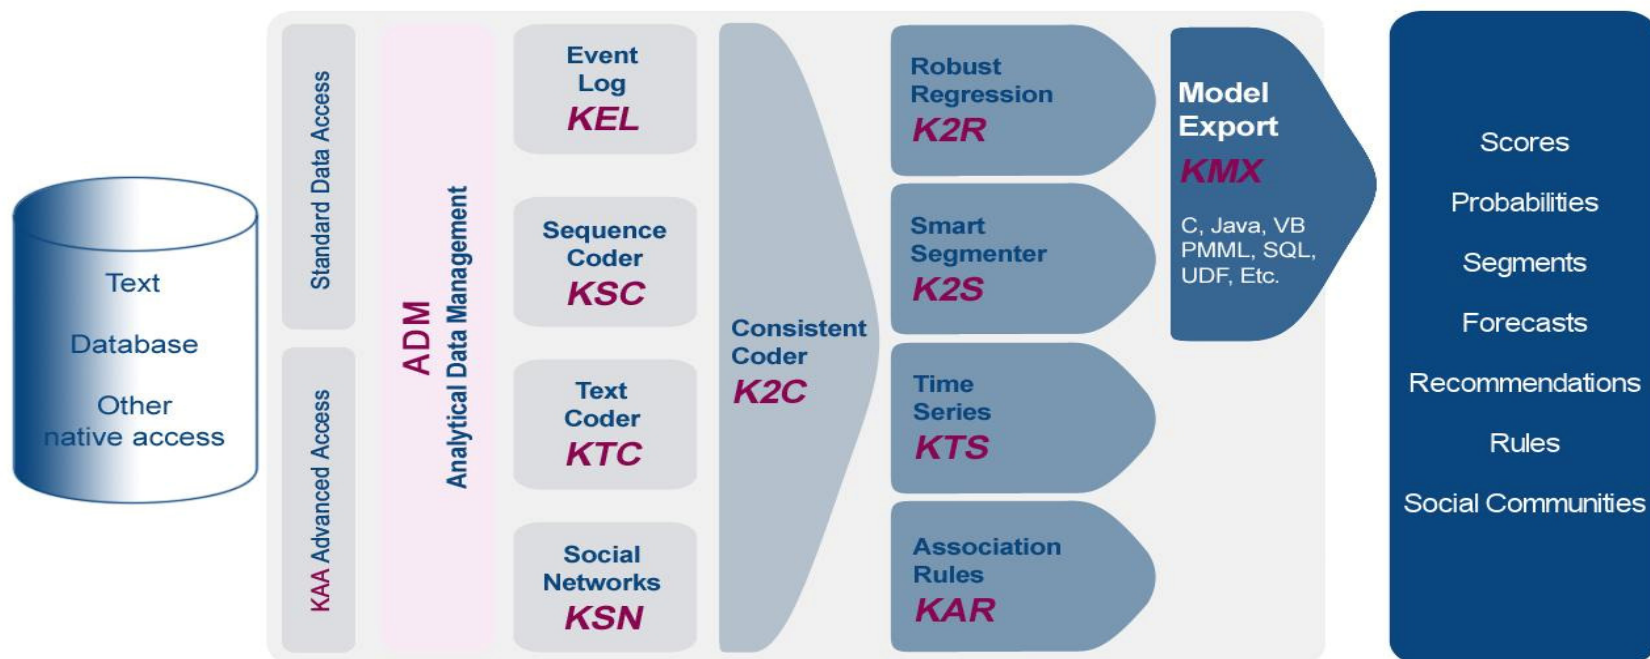 Text
Database
Other
native access
Standard Data Access
KAA Advanced Access
ADM
Analytical Data Management
Event
Log
KEL
Sequence
Coder
KSC
Text
Coder
KTC
Social
Networks
KSN
Consistent
Coder
K2C
Robust
Regression
K2R
Smart
Segmenter
K2S
Time
Series
KTS
Association
Rules
KAR
Model
Export
KMX
C, Java, VB
PMML, SQL,
UDF, Etc.
Scores
Probabilities
Segments
Forecasts
Recommendations
Rules
Social Communities